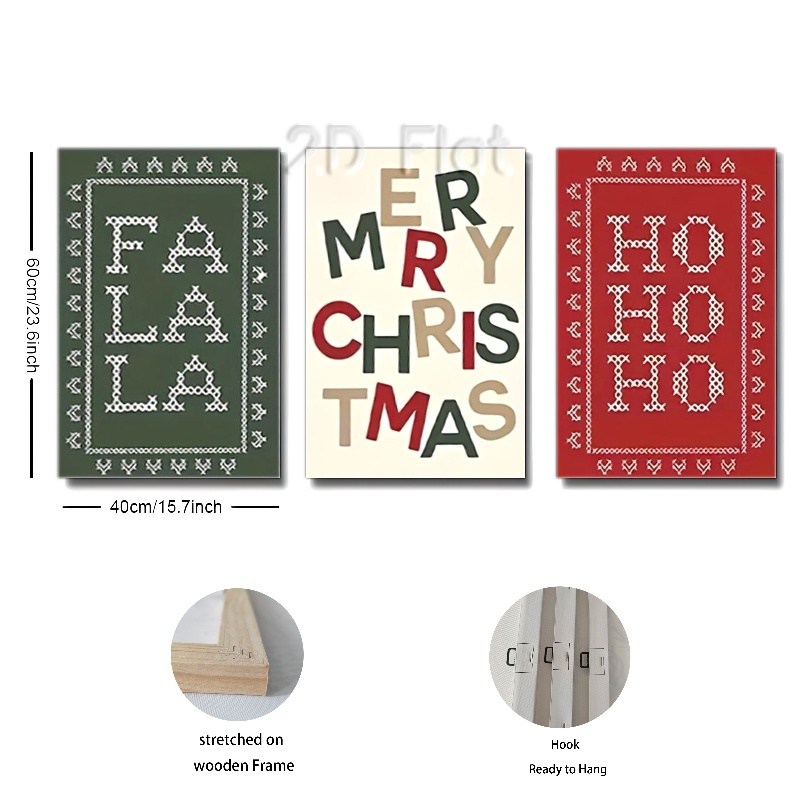 2D Flat
60cm/23.6inch
FA
LA
LA
MERRY
CHRIS
TMAS
HO
HO
HO
40cm/15.7inch
stretched on
wooden Frame
Hook
Ready to Hang